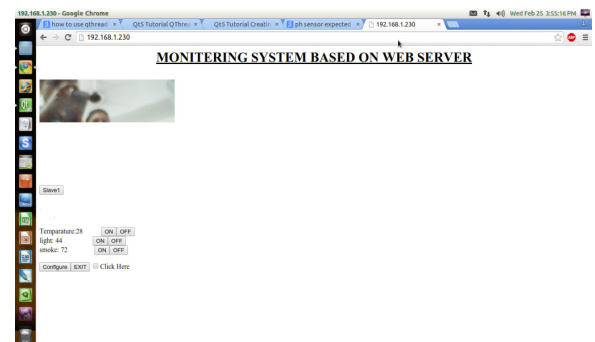 192.168.1.230 - Google Chrome
Wed Feb 25 3:55:16 PM
how to use qthread
Qt5 Tutorial QThre
Qt5 Tutorial Creatin
ph sensor expected
192.168.1.230
192.168.1.230
MONITERING SYSTEM BASED ON WEB SERVER
Slave1
Temparature:28 ON OFF
light: 44 ON OFF
smoke: 72 ON OFF
Configure EXIT Click Here